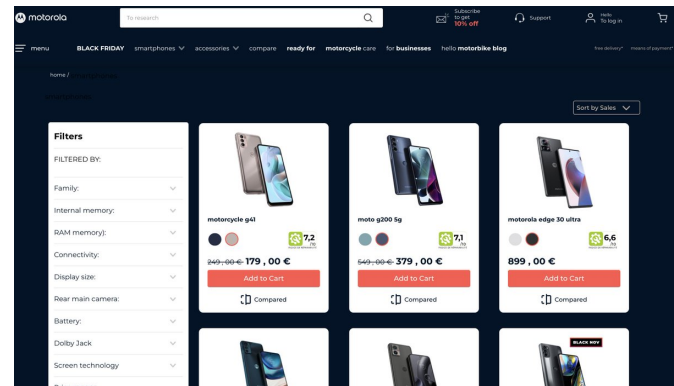 motorola
To research
Subscribe
to get
10% off
Support
Hello
To log in
menu
BLACK FRIDAY
smartphones
accessories
compare
ready for
motorcycle care
for businesses
hello motorbike blog
free delivery*
means of payment*
home /
Sort by Sales
Filters
FILTERED BY:
Family:
Internal memory:
RAM memory):
Connectivity:
Display size:
Rear main camera:
Battery:
Dolby Jack
Screen technology
motorcycle g41
7,2
/10
249,00 € 179,00 €
Add to Cart
Compared
moto g200 5g
7,1
/10
549,00 € 379,00 €
Add to Cart
Compared
motorola edge 30 ultra
6,6
/10
899,00 €
Add to Cart
Compared
BLACK NOV